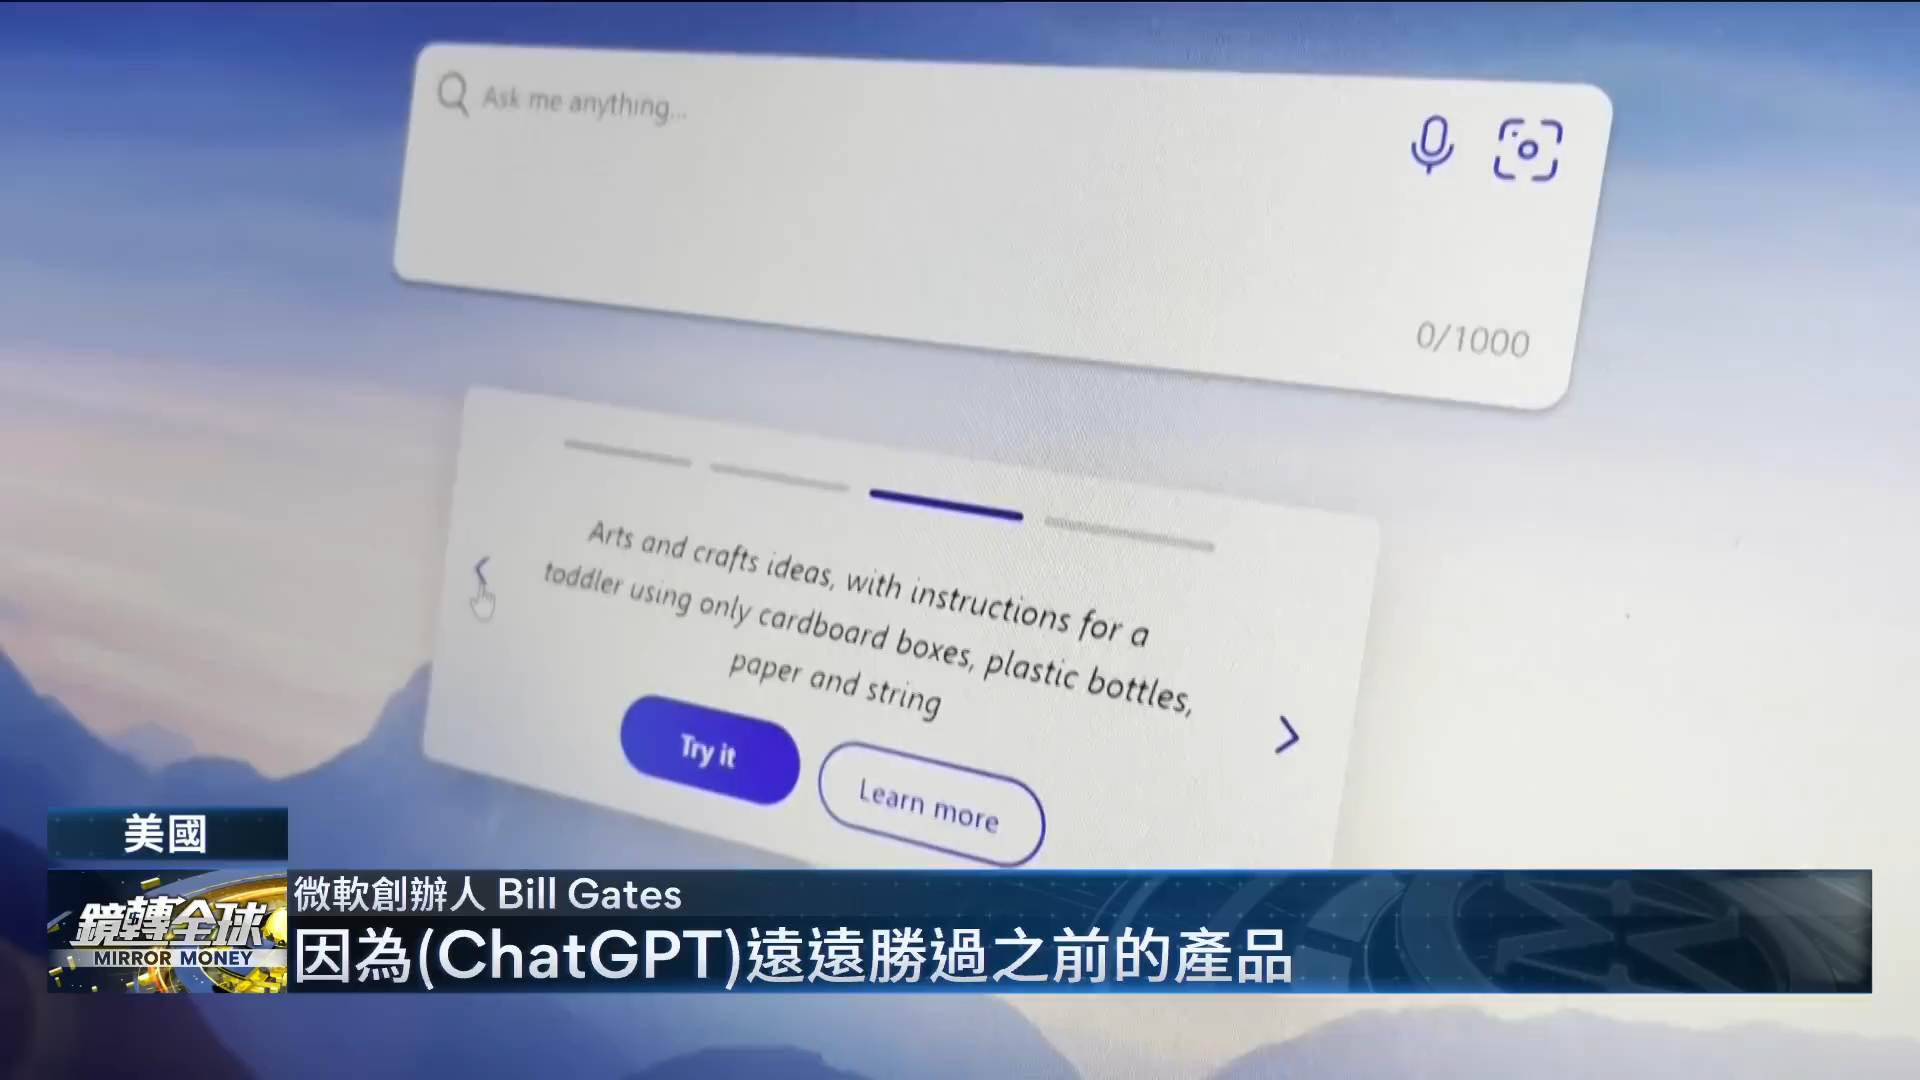 Ask me anything...
0/1000
Arts and crafts ideas, with instructions for a
toddler using only cardboard boxes, plastic bottles,
paper and string
Try it
Learn more
美國
鏡轉全球
MIRROR MONEY
微軟創辦人 Bill Gates
因為(ChatGPT)遠遠勝過之前的產品